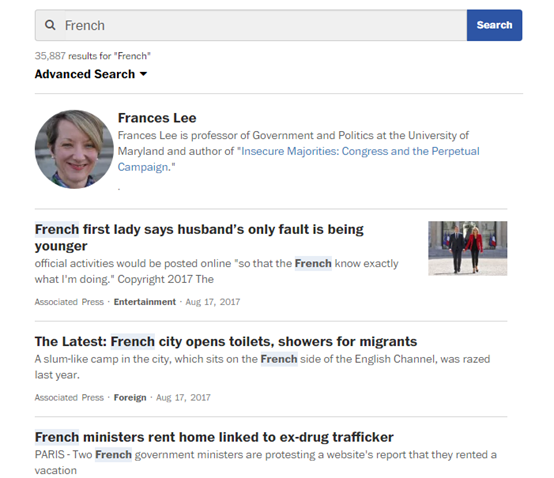 French
Search
35,887 results for "French"
Advanced Search
Frances Lee
Frances Lee is professor of Government and Politics at the University of
Maryland and author of "Insecure Majorities: Congress and the Perpetual
Campaign."
.
French first lady says husband’s only fault is being
younger
official activities would be posted online "so that the French know exactly
what I'm doing." Copyright 2017 The
Associated Press · Entertainment · Aug 17, 2017
The Latest: French city opens toilets, showers for migrants
A slum-like camp in the city, which sits on the French side of the English Channel, was razed
last year.
Associated Press · Foreign · Aug 17, 2017
French ministers rent home linked to ex-drug trafficker
PARIS - Two French government ministers are protesting a website's report that they rented a
vacation